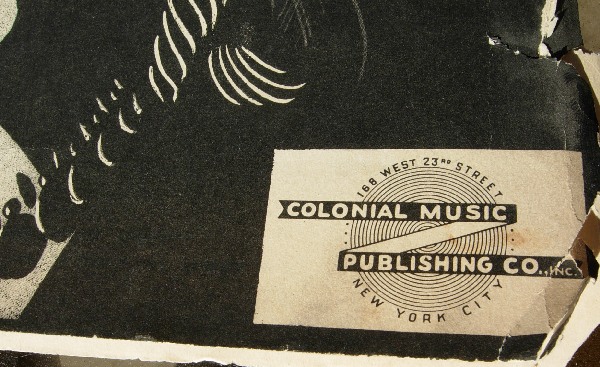 168 WEST 23RD STREET
COLONIAL MUSIC
PUBLISHING CO., INC.
NEW YORK CITY